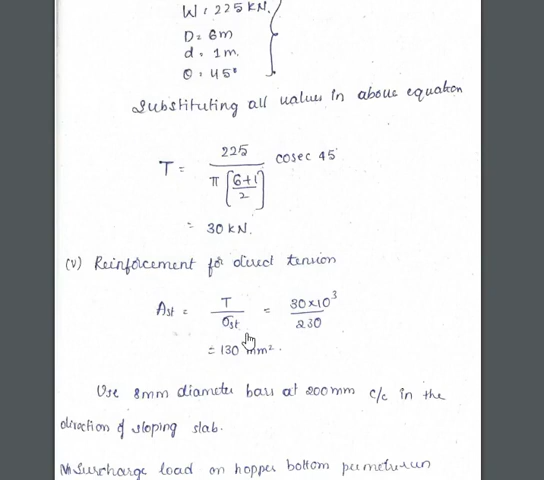 W = 225 kN.
D = 6m
d = 1m.
θ = 45°
Substituting all values in above equation
T = 225 / π [6+1 / 2] cosec 45°
= 30 kN.
(v) Reinforcement for direct tension
Ast = T / σst = 30×10³ / 230
= 130 mm².
Use 8mm diameter bars at 200mm c/c in the
direction of sloping slab.
Surcharge load on hopper bottom